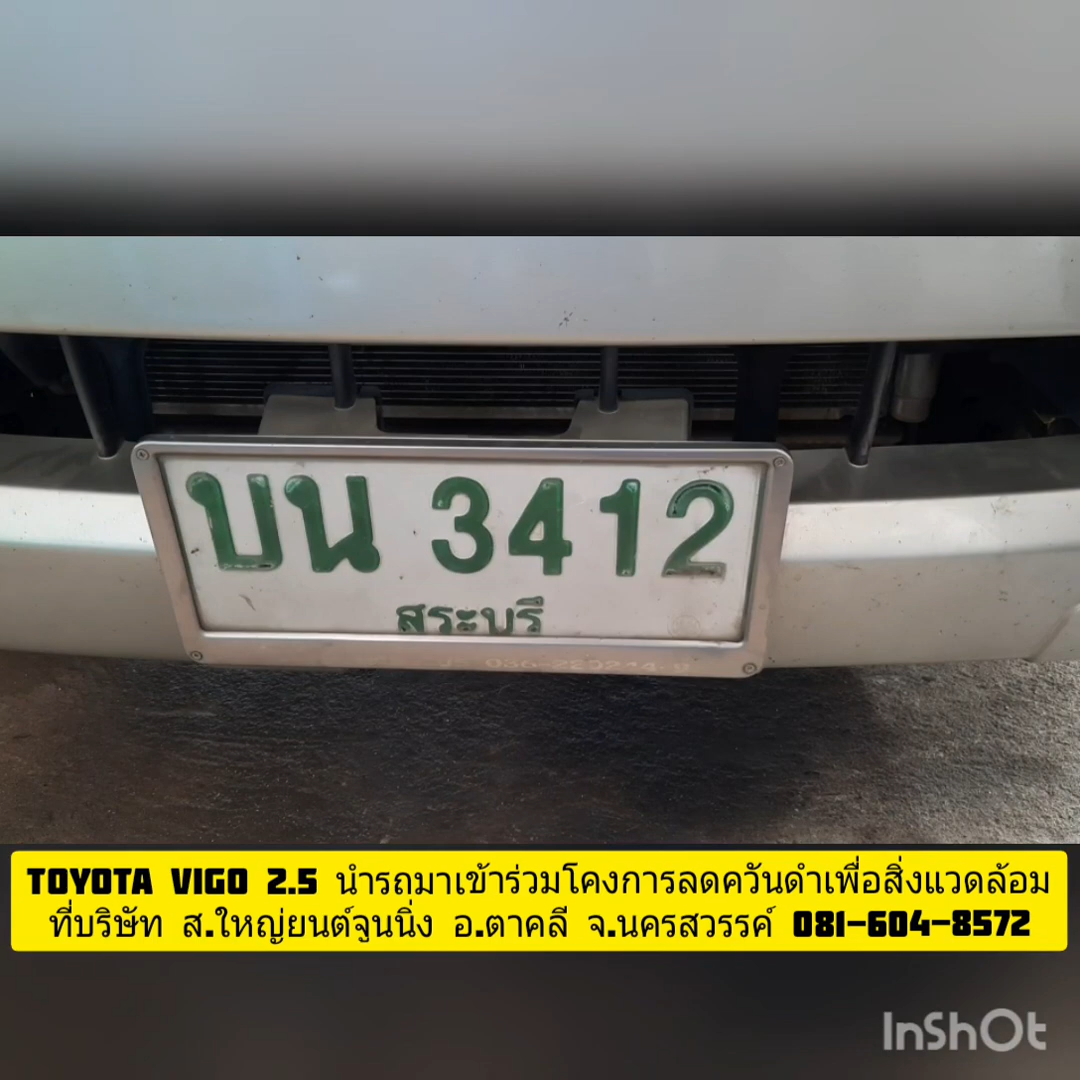 บน 3412
สระบุรี
TOYOTA VIGO 2.5 นำรถมาเข้าร่วมโคงการลดควันดำเพื่อสิ่งแวดล้อม
ที่บริษัท ส.ใหญ่ยนต์จูนนิ่ง อ.ตาคลี จ.นครสวรรค์ 081-604-8572
InShOt